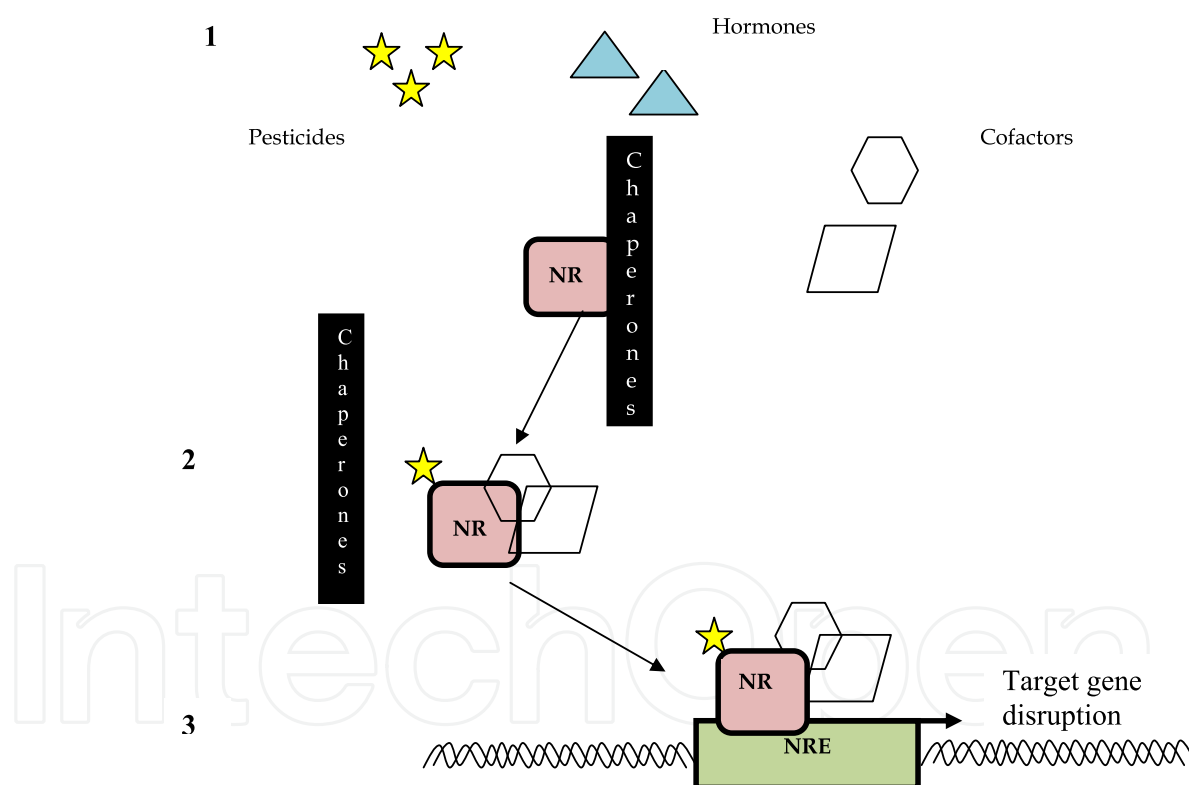 1
Hormones
Pesticides
Cofactors
Chaperones
NR
Chaperones
2
NR
IntechOpen
NR
Target gene
disruption
3
NRE